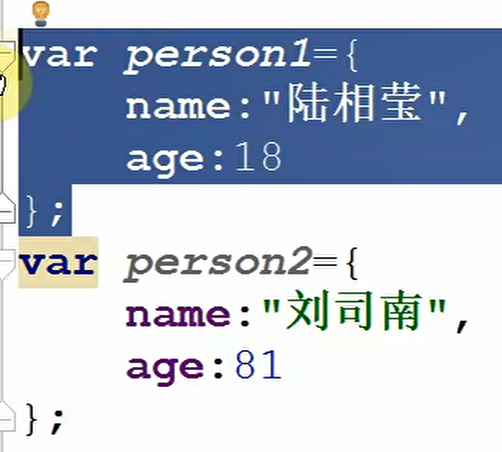 var person1={
name:"陆相莹",
age:18
};
var person2={
name:"刘司南",
age:81
};